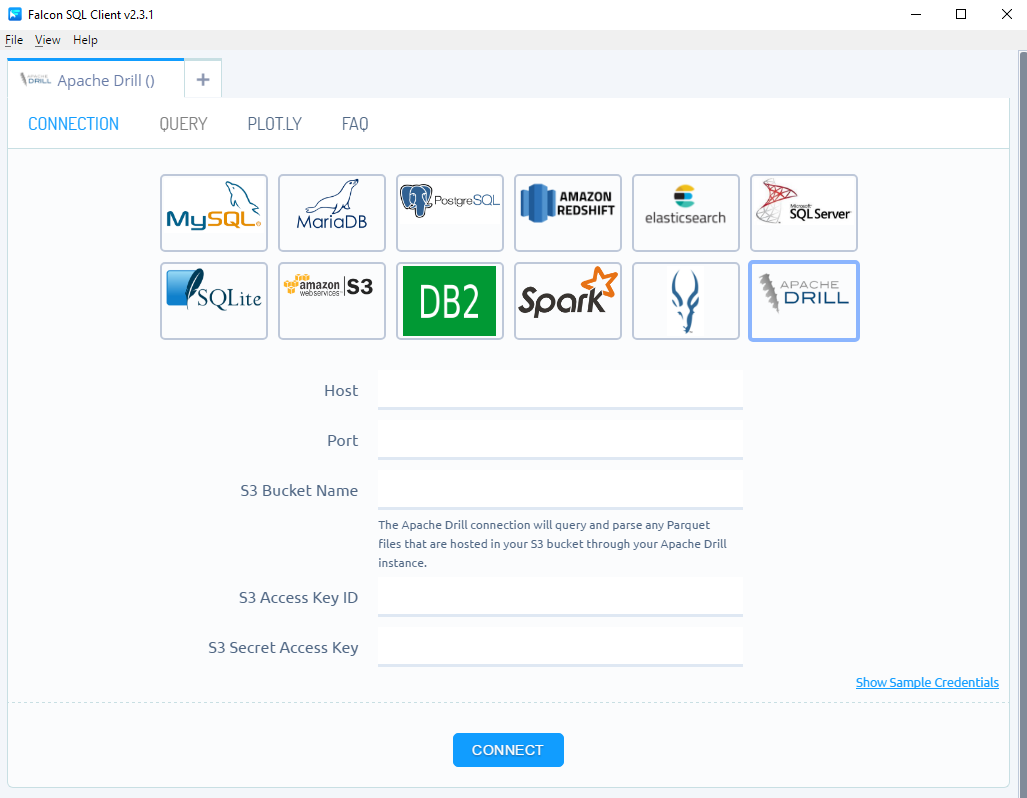 Falcon SQL Client v2.3.1
File View Help
APACHE DRILL Apache Drill () +
CONNECTION QUERY PLOT.LY FAQ
MySQL MariaDB PostgreSQL AMAZON REDSHIFT elasticsearch Microsoft SQL Server
SQLite amazon webservices S3 DB2 Spark APACHE DRILL
Host
Port
S3 Bucket Name
The Apache Drill connection will query and parse any Parquet
files that are hosted in your S3 bucket through your Apache Drill
instance.
S3 Access Key ID
S3 Secret Access Key
Show Sample Credentials
CONNECT